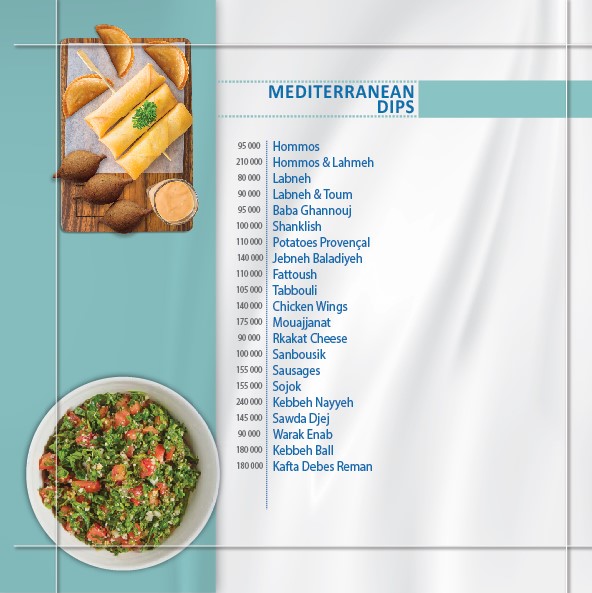 MEDITERRANEAN
DIPS
95 000 Hommos
210 000 Hommos & Lahmeh
80 000 Labneh
90 000 Labneh & Toum
95 000 Baba Ghannouj
100 000 Shanklish
110 000 Potatoes Provençal
140 000 Jebneh Baladiyeh
110 000 Fattoush
105 000 Tabbouli
140 000 Chicken Wings
175 000 Mouajjanat
90 000 Rkakat Cheese
100 000 Sanbousik
155 000 Sausages
155 000 Sojok
240 000 Kebbeh Nayyeh
145 000 Sawda Djej
90 000 Warak Enab
180 000 Kebbeh Ball
180 000 Kafta Debes Reman